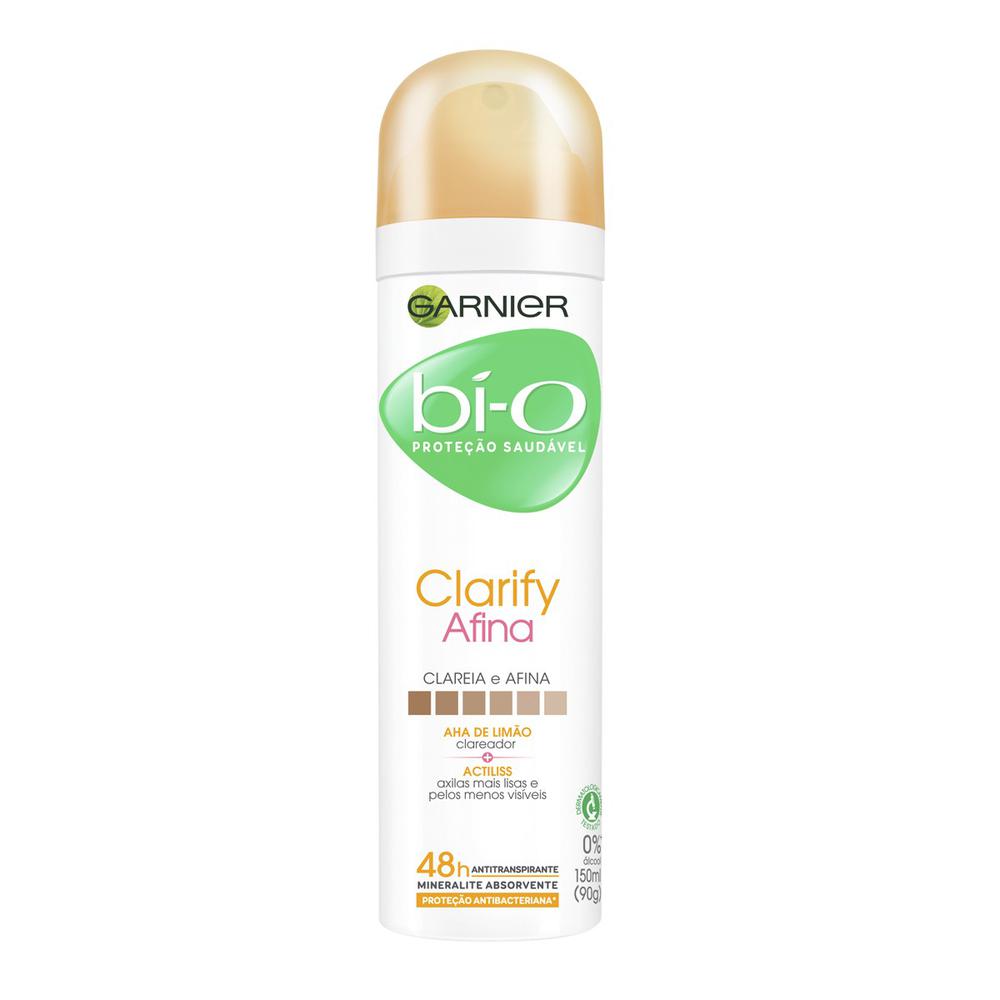 GARNIER
bí-O
PROTEÇÃO SAUDÁVEL
Clarify
Afina
CLAREIA e AFINA
AHA DE LIMÃO
clareador
+
ACTILISS
axilas mais lisas e
pelos menos visíveis
0%
álcool
150ml
(90g)
48h ANTITRANSPIRANTE
MINERALITE ABSORVENTE
PROTEÇÃO ANTIBACTERIANA*